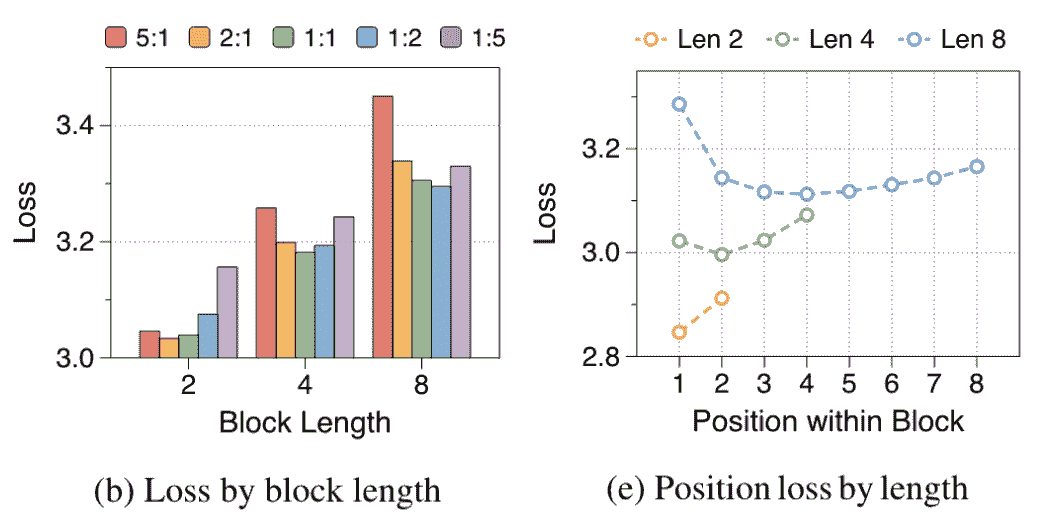 5:1 2:1 1:1 1:2 1:5
3.4
3.2
3.0
Loss
2 4 8
Block Length
(b) Loss by block length
Len 2 Len 4 Len 8
3.2
3.0
2.8
Loss
1 2 3 4 5 6 7 8
Position within Block
(e) Position loss by length